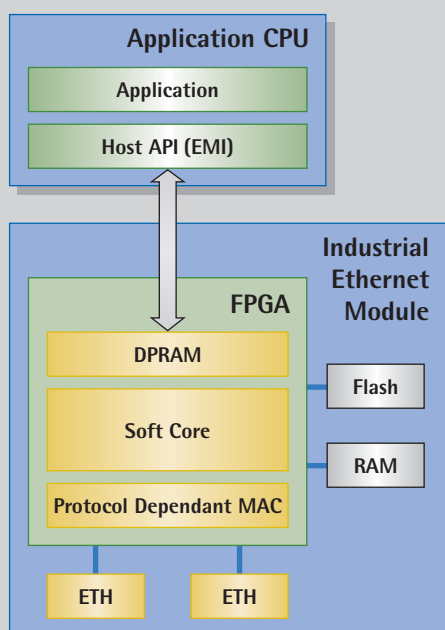 Application CPU
Application
Host API (EMI)
Industrial
Ethernet
Module
FPGA
DPRAM
Soft Core
Protocol Dependant MAC
Flash
RAM
ETH
ETH